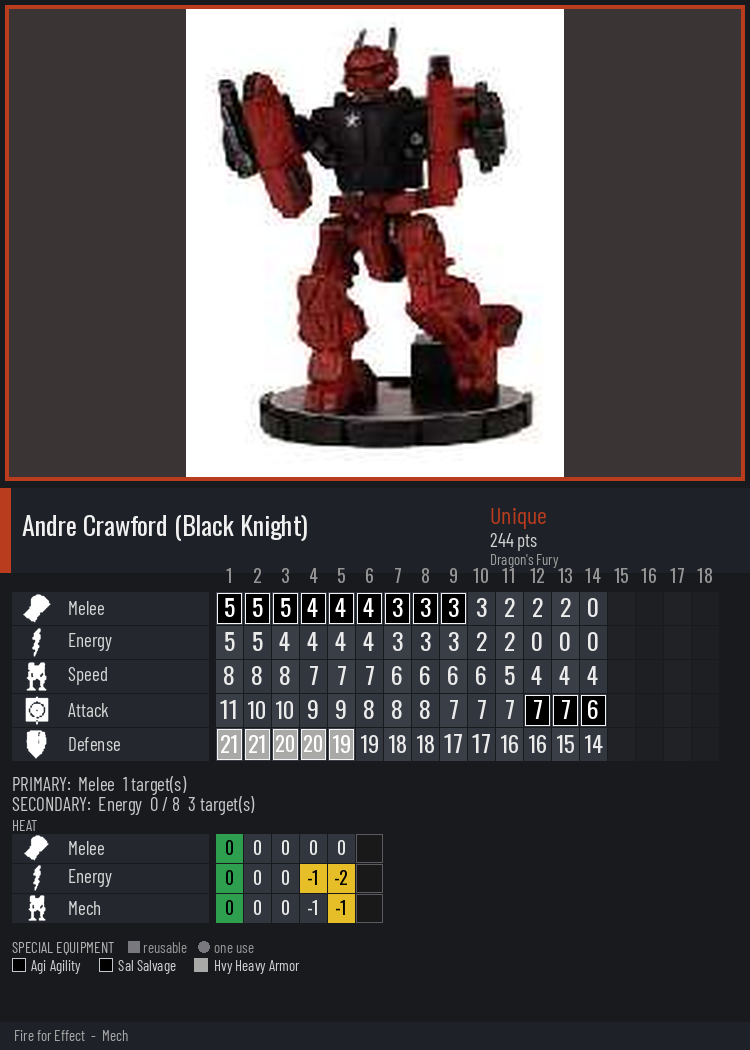 Andre Crawford (Black Knight)
Unique
244 pts
Dragon's Fury
1 2 3 4 5 6 7 8 9 10 11 12 13 14 15 16 17 18
Melee 5 5 5 4 4 4 3 3 3 3 2 2 2 0
Energy 5 5 4 4 4 4 3 3 3 2 2 0 0 0
Speed 8 8 8 7 7 7 6 6 6 6 5 4 4 4
Attack 11 10 10 9 9 8 8 8 7 7 7 7 7 6
Defense 21 21 20 20 19 19 18 18 17 17 16 16 15 14
PRIMARY: Melee 1 target(s)
SECONDARY: Energy 0 / 8 3 target(s)
HEAT
Melee 0 0 0 0 0
Energy 0 0 0 -1 -2
Mech 0 0 0 -1 -1
SPECIAL EQUIPMENT reusable one use
Agi Agility Sal Salvage Hvy Heavy Armor
Fire for Effect - Mech